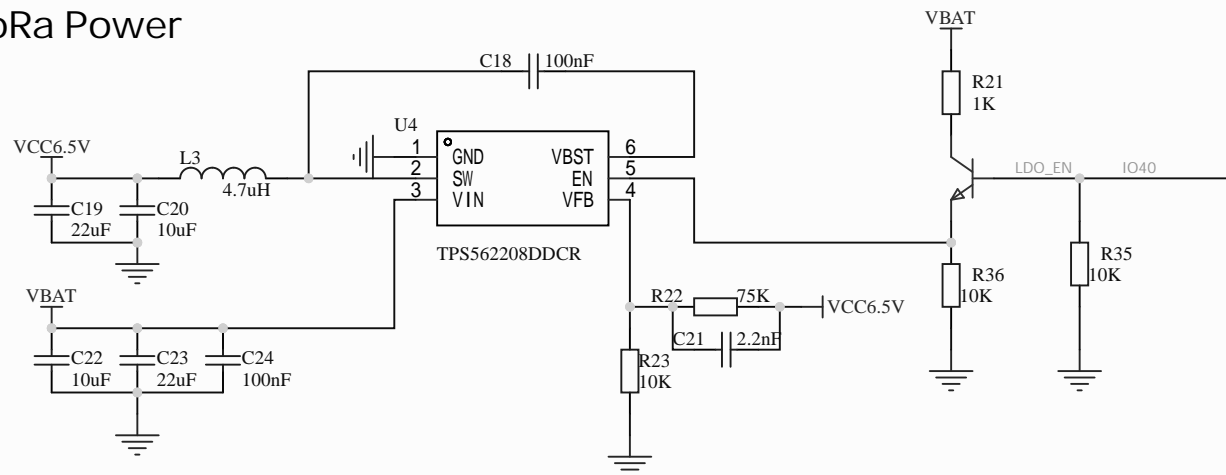 oRa Power
VBAT
C18 100nF
R21
1K
U4
VCC6.5V
L3
4.7uH
1 GND VBST 6
2 SW EN 5
3 VIN VFB 4
LDO_EN IO40
C19
22uF
C20
10uF
TPS562208DDCR
R36
10K
R35
10K
VBAT
R22 75K VCC6.5V
C21 2.2nF
C22
10uF
C23
22uF
C24
100nF
R23
10K